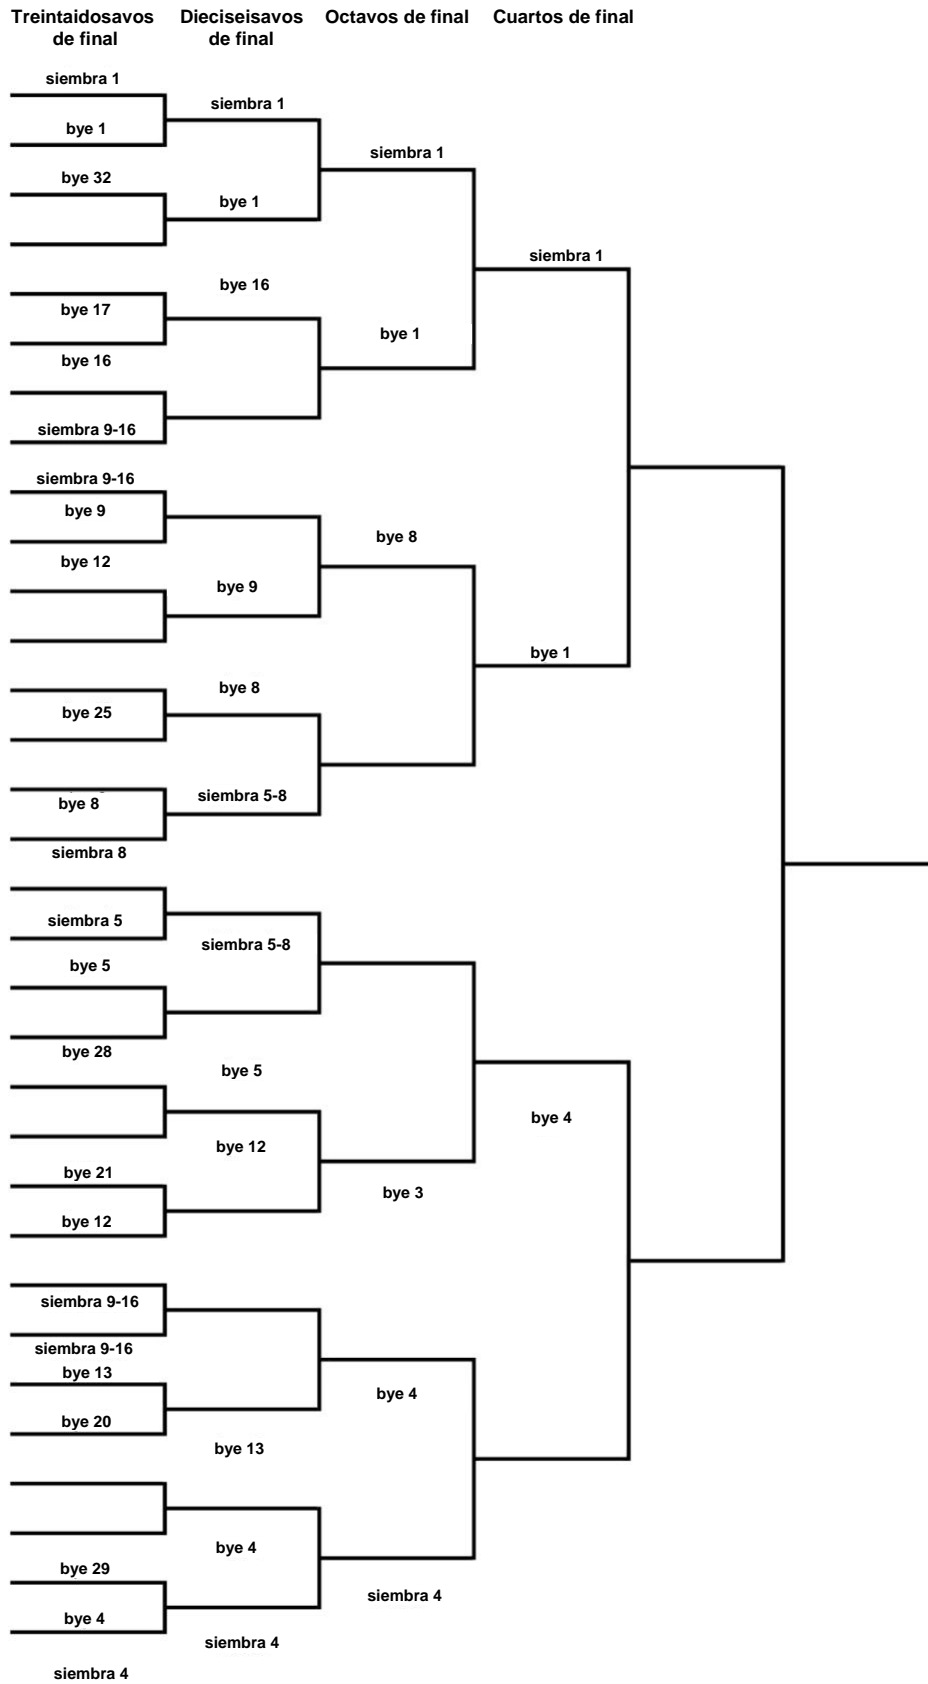 Treintaidosavos
de final
Dieciseisavos
de final
Octavos de final
Cuartos de final
siembra 1
bye 1
bye 32
bye 17
bye 16
siembra 9-16
siembra 9-16
bye 9
bye 12
bye 25
bye 8
siembra 8
siembra 5
bye 5
bye 28
bye 21
bye 12
siembra 9-16
siembra 9-16
bye 13
bye 20
bye 29
bye 4
siembra 4
siembra 1
bye 1
bye 16
bye 9
bye 8
siembra 5-8
siembra 5-8
bye 5
bye 12
bye 13
bye 4
siembra 4
siembra 1
bye 1
bye 8
bye 3
bye 4
siembra 4
siembra 1
bye 1
bye 4